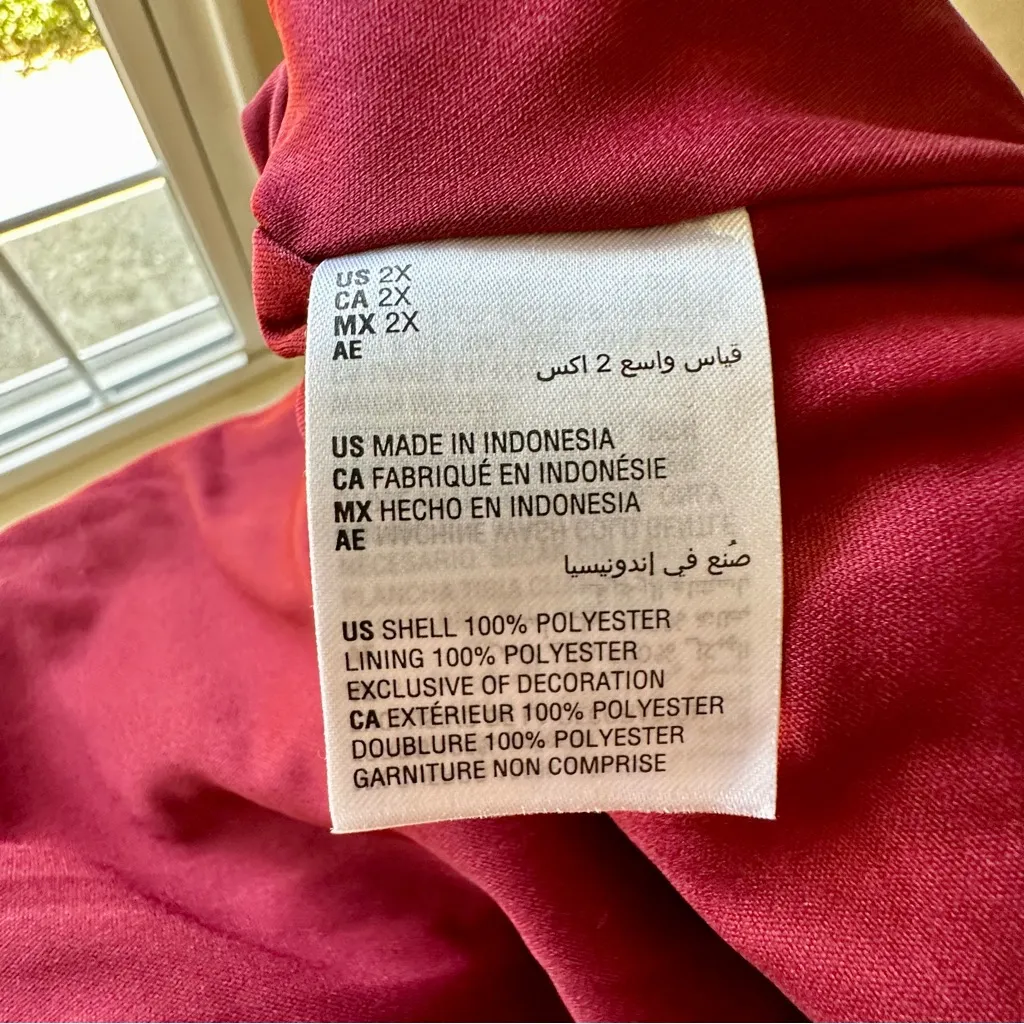 US 2X
CA 2X
MX 2X
AE
قياس واسع 2 اكس
US MADE IN INDONESIA
CA FABRIQUÉ EN INDONÉSIE
MX HECHO EN INDONESIA
AE
صُنع في إندونيسيا
US SHELL 100% POLYESTER
LINING 100% POLYESTER
EXCLUSIVE OF DECORATION
CA EXTÉRIEUR 100% POLYESTER
DOUBLURE 100% POLYESTER
GARNITURE NON COMPRISE